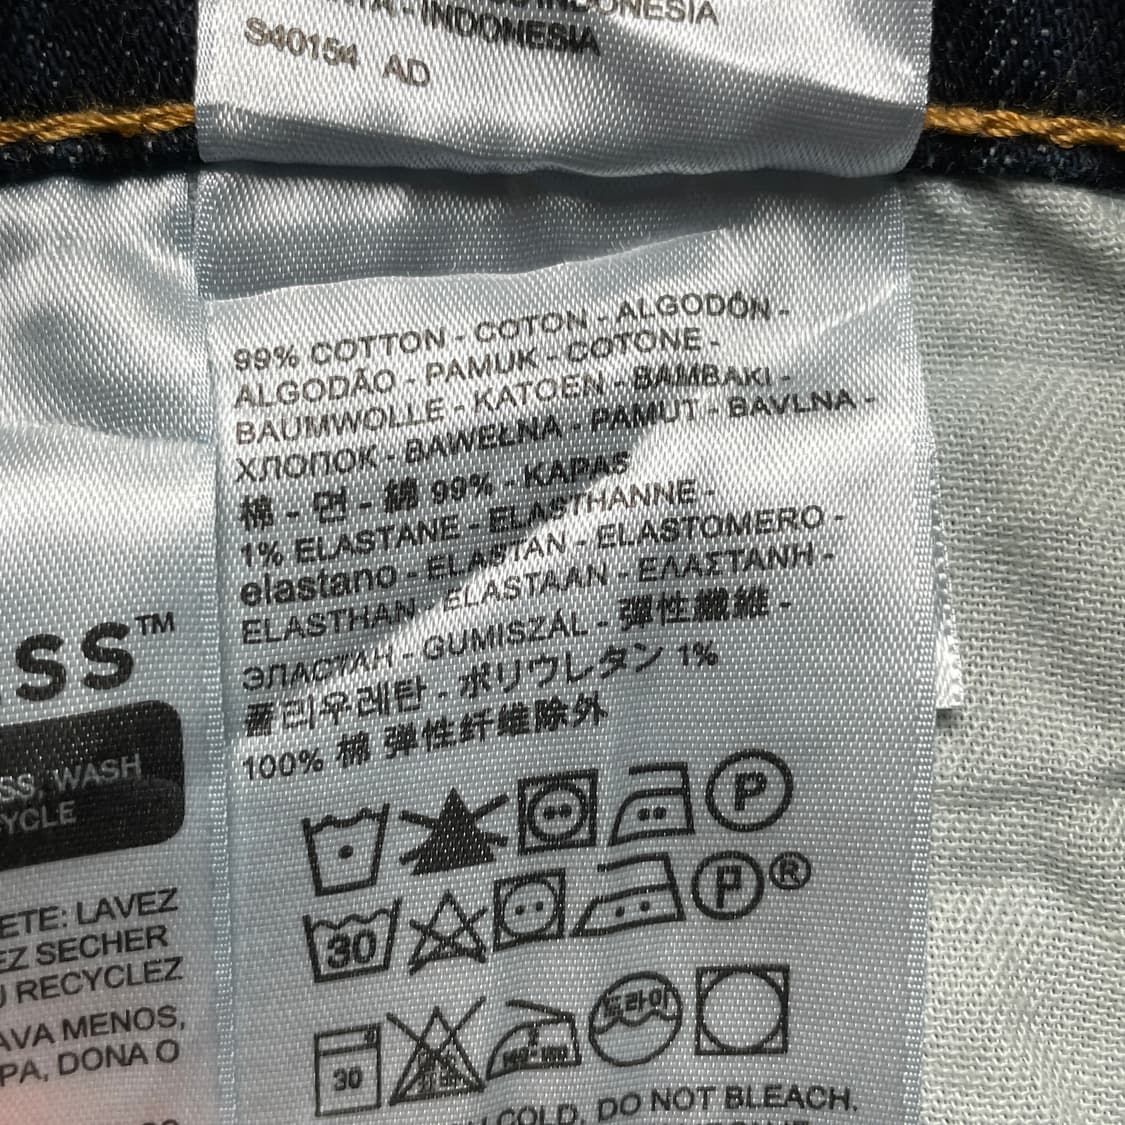 INDONESIA
- INDONESIA
S40154 AD
99% COTTON - COTON - ALGODÓN -
ALGODÃO - PAMUK - COTONE -
BAUMWOLLE - KATOEN - BAMBAKI -
ХЛОПОК - BAWEŁNA - PAMUT - BAVLNA -
棉 - 면 - 綿 99% - KAPAS
1% ELASTANE - ELASTHANNE -
elastano - ELASTAN - ELASTOMERO -
ELASTHAN - ELASTAAN - ΕΛΑΣΤΑΝΗ -
ЭЛАСТАН - GUMISZÁL - 彈性纖維 -
폴리우레탄 - ポリウレタン 1%
100% 棉 弹性纤维除外
SS™
SS. WASH
YCLE
ETE: LAVEZ
EZ SECHER
U RECYCLEZ
AVA MENOS,
PA, DONA O
P
30
P ®
30
드라이
COLD, DO NOT BLEACH.